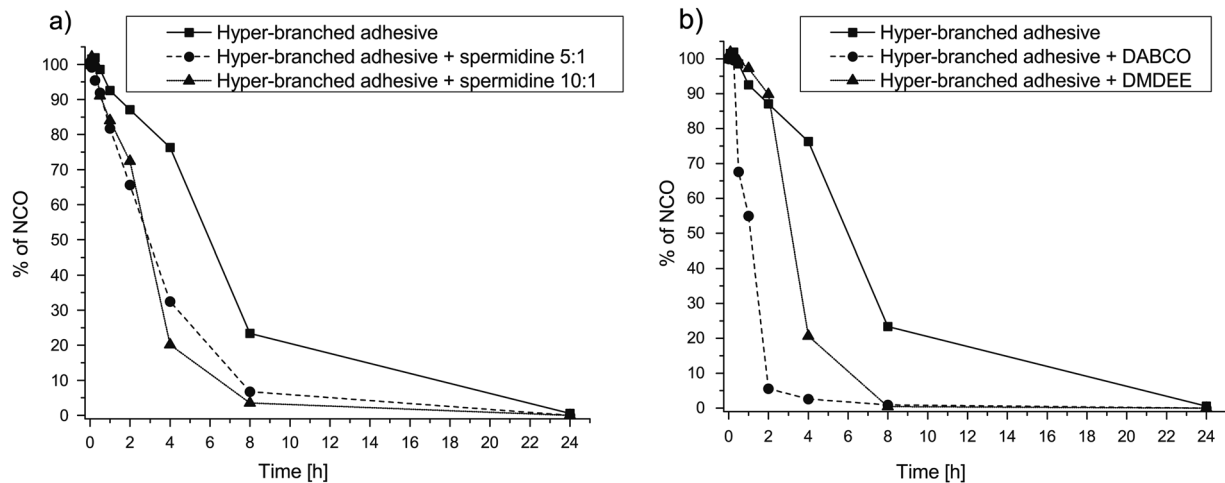 a)
Hyper-branched adhesive
Hyper-branched adhesive + spermidine 5:1
Hyper-branched adhesive + spermidine 10:1
% of NCO
100
90
80
70
60
50
40
30
20
10
0
0 2 4 6 8 10 12 14 16 18 20 22 24
Time [h]
b)
Hyper-branched adhesive
Hyper-branched adhesive + DABCO
Hyper-branched adhesive + DMDEE
% of NCO
100
90
80
70
60
50
40
30
20
10
0
0 2 4 6 8 10 12 14 16 18 20 22 24
Time [h]